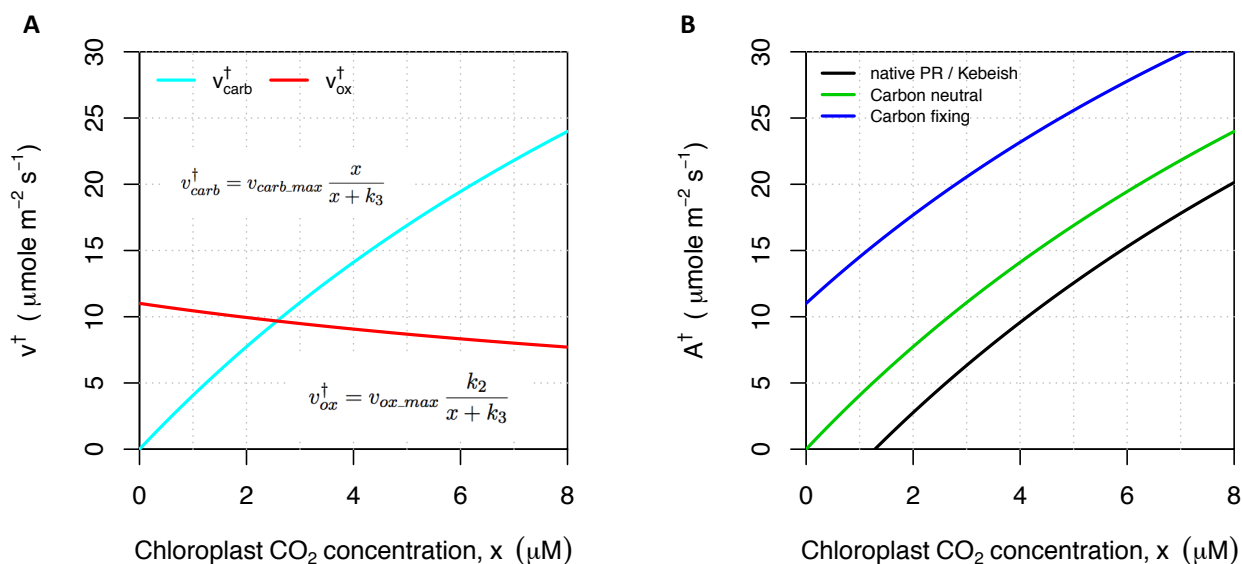 A
30
25
20
15
10
5
0
v† ( μmole m−2 s−1)
v†carb
v†ox
v†carb = vcarb_max x / (x + k3)
v†ox = vox_max k2 / (x + k3)
0 2 4 6 8
Chloroplast CO2 concentration, x (μM)
B
30
25
20
15
10
5
0
A† ( μmole m−2 s−1)
native PR / Kebeish
Carbon neutral
Carbon fixing
0 2 4 6 8
Chloroplast CO2 concentration, x (μM)